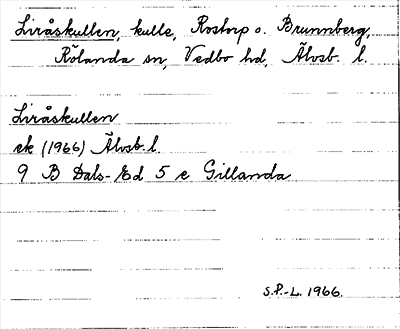 Liråskullen, kulle, Rostorp o. Brunnberg,
Rölanda sn, Vedbo hd, Älvsb. l.
Liråskullen
ek (1966) Älvsb. l.
9 B Dals-Ed 5 e Gillanda
S.P.-L. 1966.